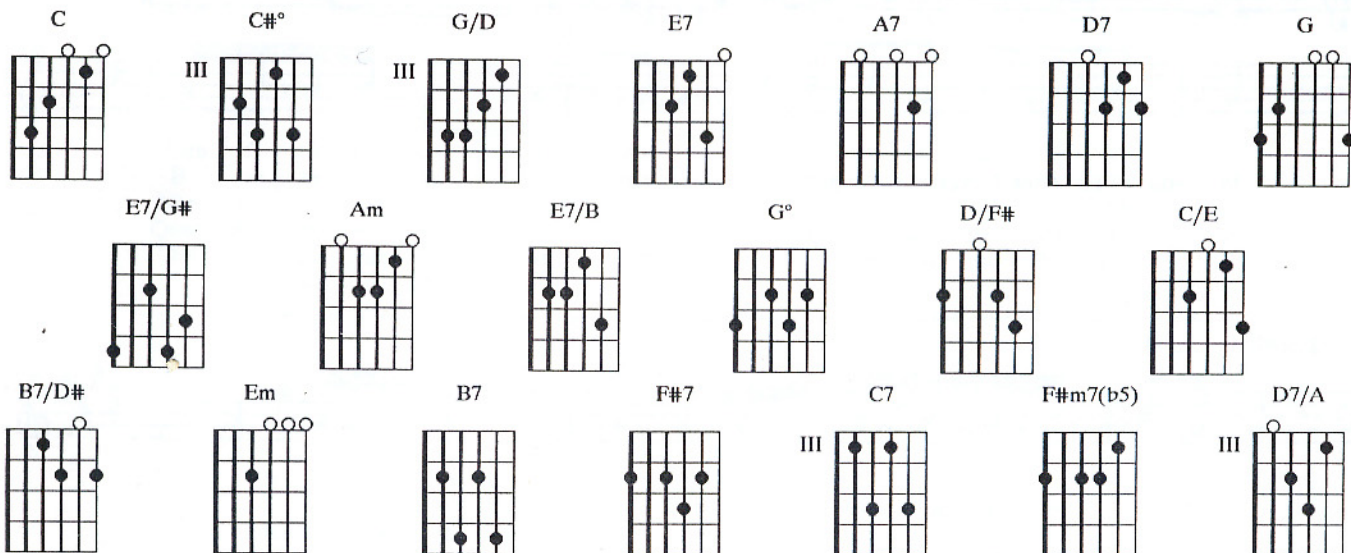 C C#° G/D E7 A7 D7 G
III III
E7/G# Am E7/B G° D/F# C/E
B7/D# Em B7 F#7 C7 F#m7(b5) D7/A
III III